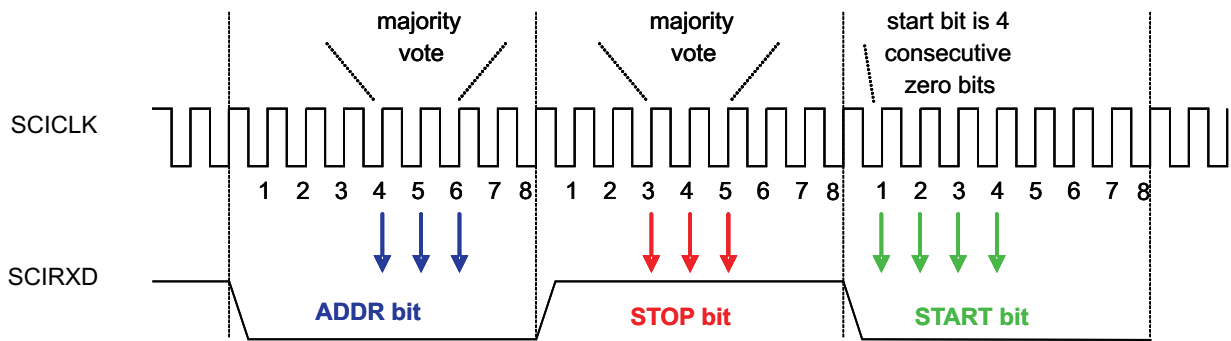 majority
vote
majority
vote
start bit is 4
consecutive
zero bits
SCICLK
1 2 3 4 5 6 7 8 1 2 3 4 5 6 7 8 1 2 3 4 5 6 7 8
SCIRXD
ADDR bit
STOP bit
START bit